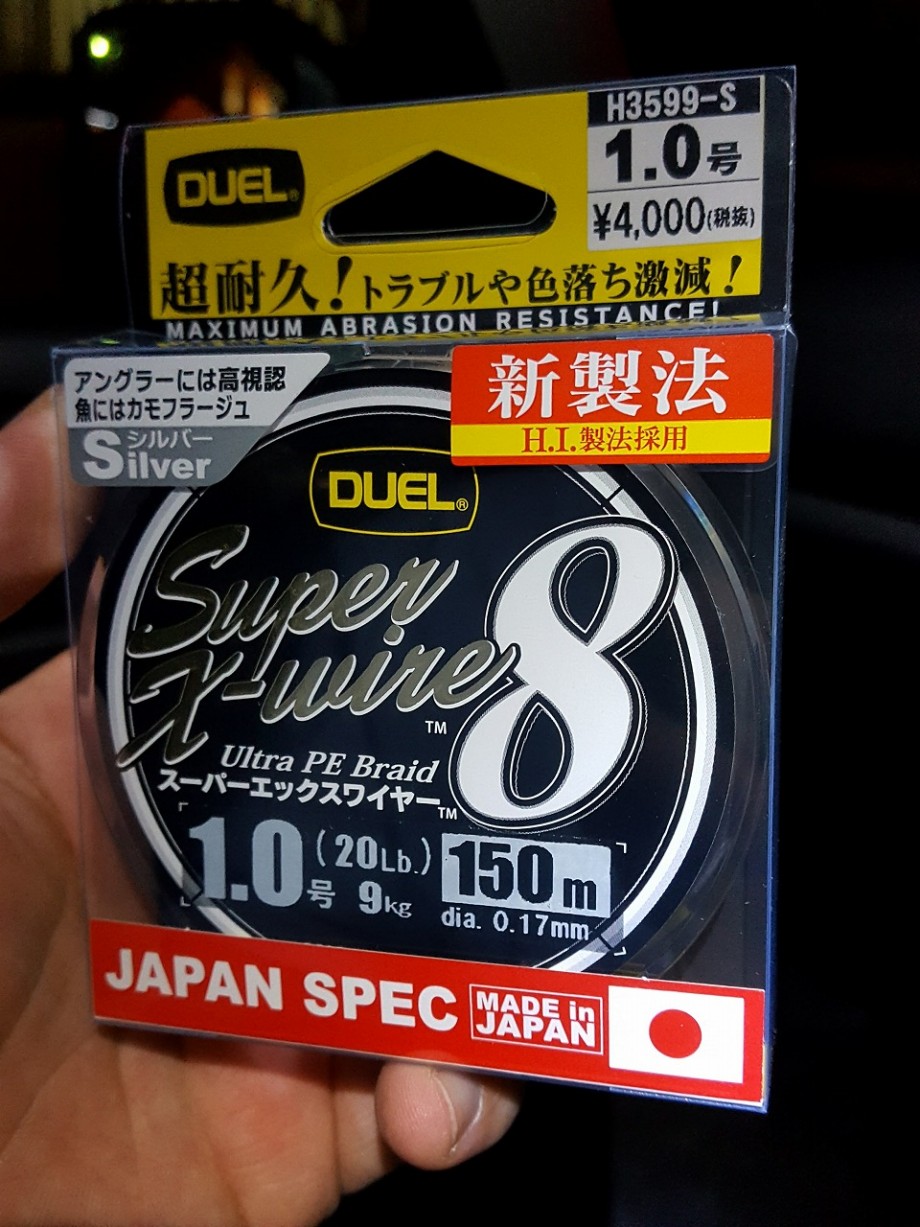 H3599-S
DUEL®
1.0号
¥4,000(税抜)
超耐久！トラブルや色落ち激減！
MAXIMUM ABRASION RESISTANCE!
アングラーには高視認
魚にはカモフラージュ
シルバー
Silver
新製法
H.I.製法採用
DUEL®
Super
X-wire 8
TM
Ultra PE Braid
スーパーエックスワイヤー TM
1.0号 (20Lb.) 9kg
150m
dia. 0.17mm
JAPAN SPEC
MADE in
JAPAN